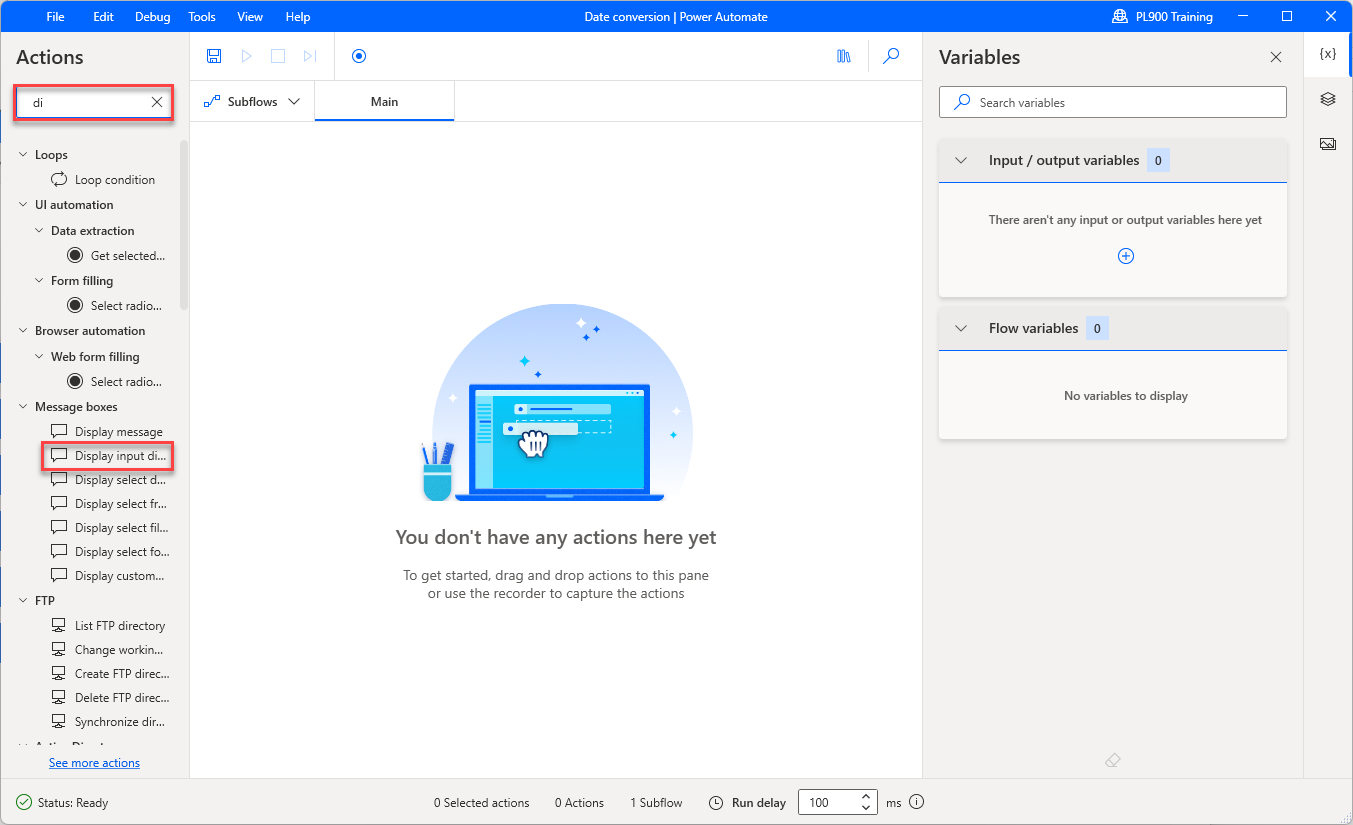 File Edit Debug Tools View Help
Date conversion | Power Automate
PL900 Training
Actions
di
Loops
Loop condition
UI automation
Data extraction
Get selected...
Form filling
Select radio...
Browser automation
Web form filling
Select radio...
Message boxes
Display message
Display input di...
Display select d...
Display select fr...
Display select fil...
Display select fo...
Display custom...
FTP
List FTP directory
Change workin...
Create FTP direc...
Delete FTP direc...
Synchronize dir...
See more actions
Subflows
Main
You don't have any actions here yet
To get started, drag and drop actions to this pane
or use the recorder to capture the actions
Variables
{x}
Search variables
Input / output variables 0
There aren't any input or output variables here yet
Flow variables 0
No variables to display
Status: Ready
0 Selected actions
0 Actions
1 Subflow
Run delay
100
ms